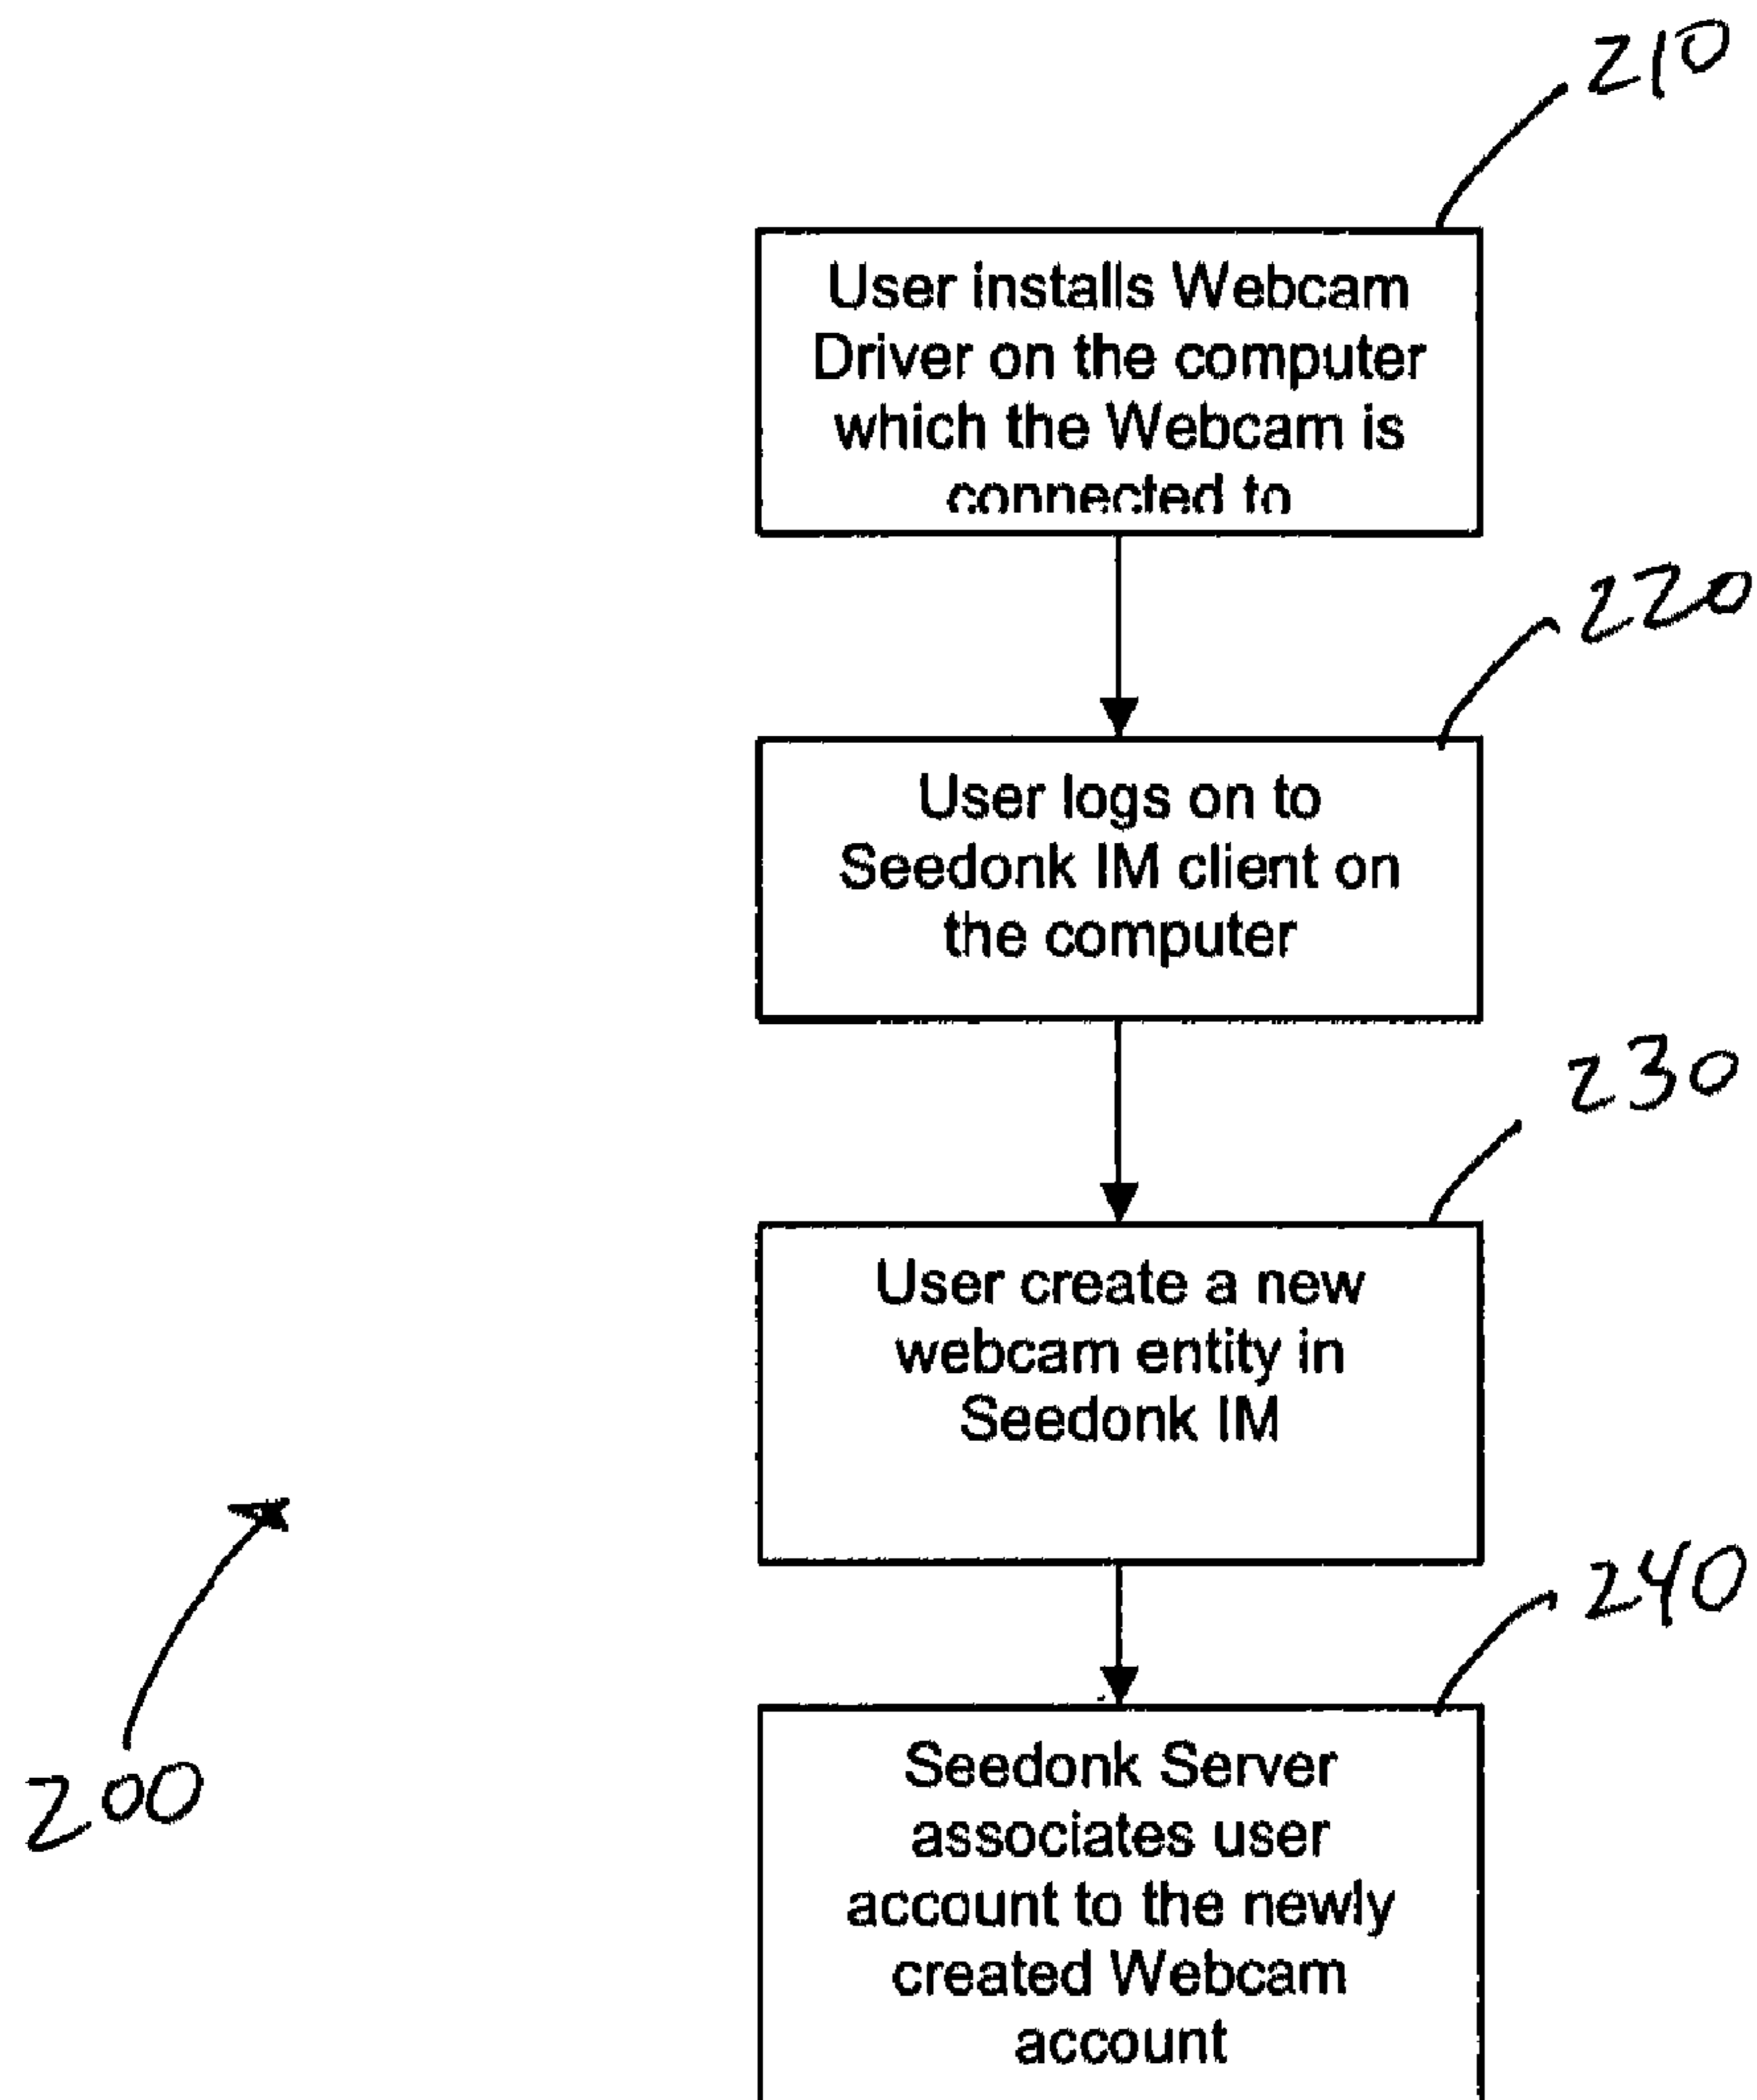 210
User installs Webcam
Driver on the computer
which the Webcam is
connected to
220
User logs on to
Seedonk IM client on
the computer
230
User create a new
webcam entity in
Seedonk IM
240
Seedonk Server
associates user
account to the newly
created Webcam
account
200